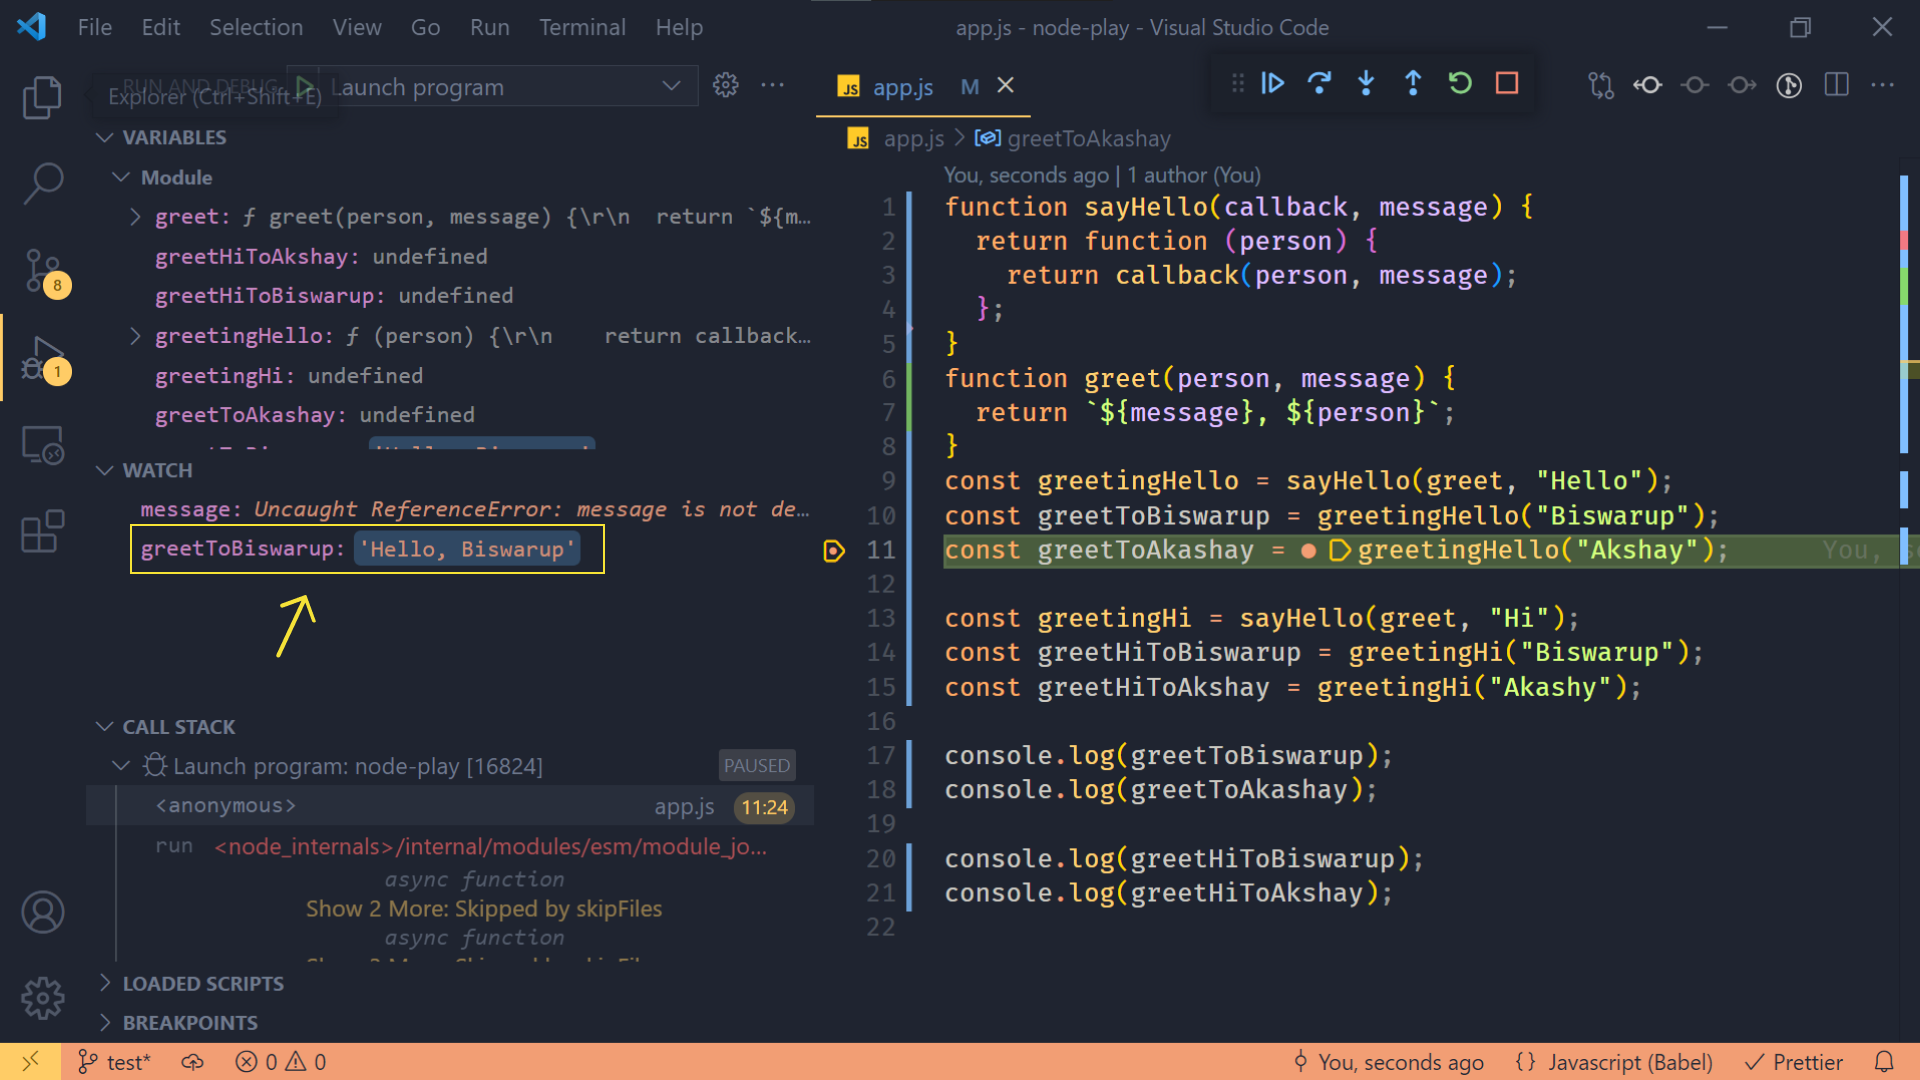 File Edit Selection View Go Run Terminal Help
app.js - node-play - Visual Studio Code
RUN AND DEBUG
Launch program
Explorer (Ctrl+Shift+E)
VARIABLES
Module
greet: ƒ greet(person, message) {\r\n  return `${m…
greetHiToAkshay: undefined
greetHiToBiswarup: undefined
greetingHello: ƒ (person) {\r\n    return callback…
greetingHi: undefined
greetToAkashay: undefined
WATCH
message: Uncaught ReferenceError: message is not de…
greetToBiswarup: 'Hello, Biswarup'
CALL STACK
Launch program: node-play [16824] PAUSED
<anonymous> app.js 11:24
run <node_internals>/internal/modules/esm/module_jo…
async function
Show 2 More: Skipped by skipFiles
async function
LOADED SCRIPTS
BREAKPOINTS
8
1
JS app.js M
JS app.js > greetToAkashay
You, seconds ago | 1 author (You)
1 function sayHello(callback, message) {
2   return function (person) {
3     return callback(person, message);
4   };
5 }
6 function greet(person, message) {
7   return `${message}, ${person}`;
8 }
9 const greetingHello = sayHello(greet, "Hello");
10 const greetToBiswarup = greetingHello("Biswarup");
11 const greetToAkashay = greetingHello("Akshay"); You,
12
13 const greetingHi = sayHello(greet, "Hi");
14 const greetHiToBiswarup = greetingHi("Biswarup");
15 const greetHiToAkshay = greetingHi("Akashy");
16
17 console.log(greetToBiswarup);
18 console.log(greetToAkashay);
19
20 console.log(greetHiToBiswarup);
21 console.log(greetHiToAkshay);
22
test* 0 0 You, seconds ago {} Javascript (Babel) Prettier